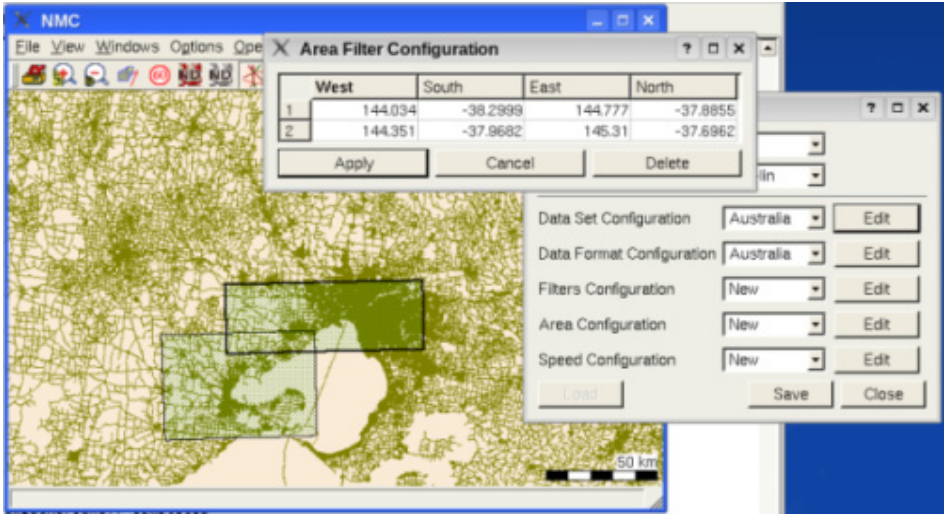 NMC
File View Windows Options Ope
Area Filter Configuration
West South East North
1 144.034 -38.2999 144.777 -37.8855
2 144.351 -37.9682 145.31 -37.6962
Apply Cancel Delete
lin
Data Set Configuration Australia Edit
Data Format Configuration Australia Edit
Filters Configuration New Edit
Area Configuration New Edit
Speed Configuration New Edit
Load Save Close
50 km